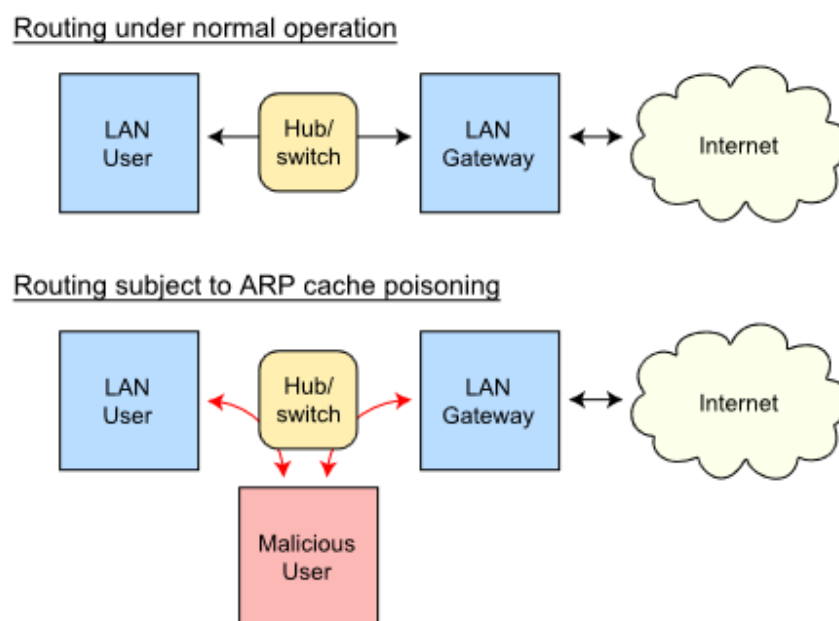 Routing under normal operation
LAN
User
Hub/
switch
LAN
Gateway
Internet
Routing subject to ARP cache poisoning
LAN
User
Hub/
switch
LAN
Gateway
Internet
Malicious
User